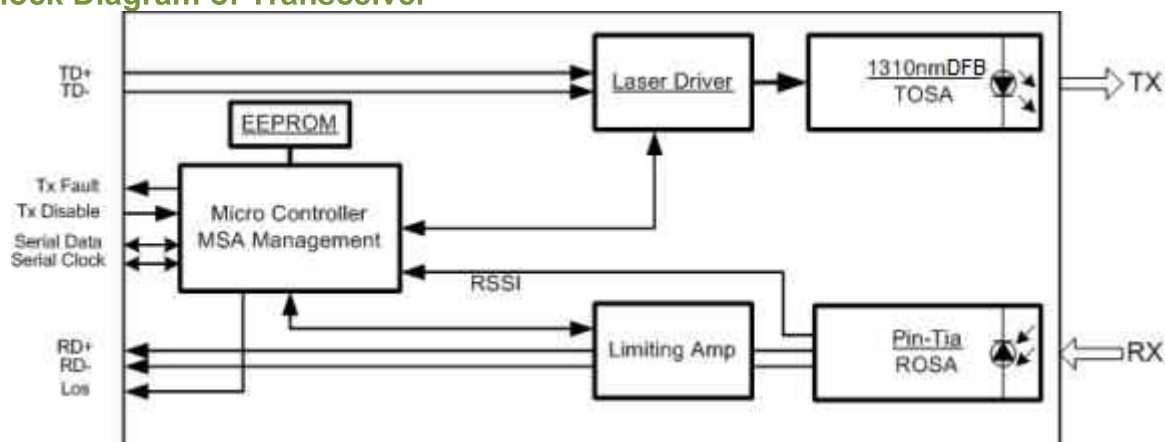 lock Diagram of Transceiver
TD+
TD-
Laser Driver
1310nmDFB
TOSA
TX
EEPROM
Tx Fault
Tx Disable
Serial Data
Serial Clock
Micro Controller
MSA Management
RSSI
RD+
RD-
Los
Limiting Amp
Pin-Tia
ROSA
RX